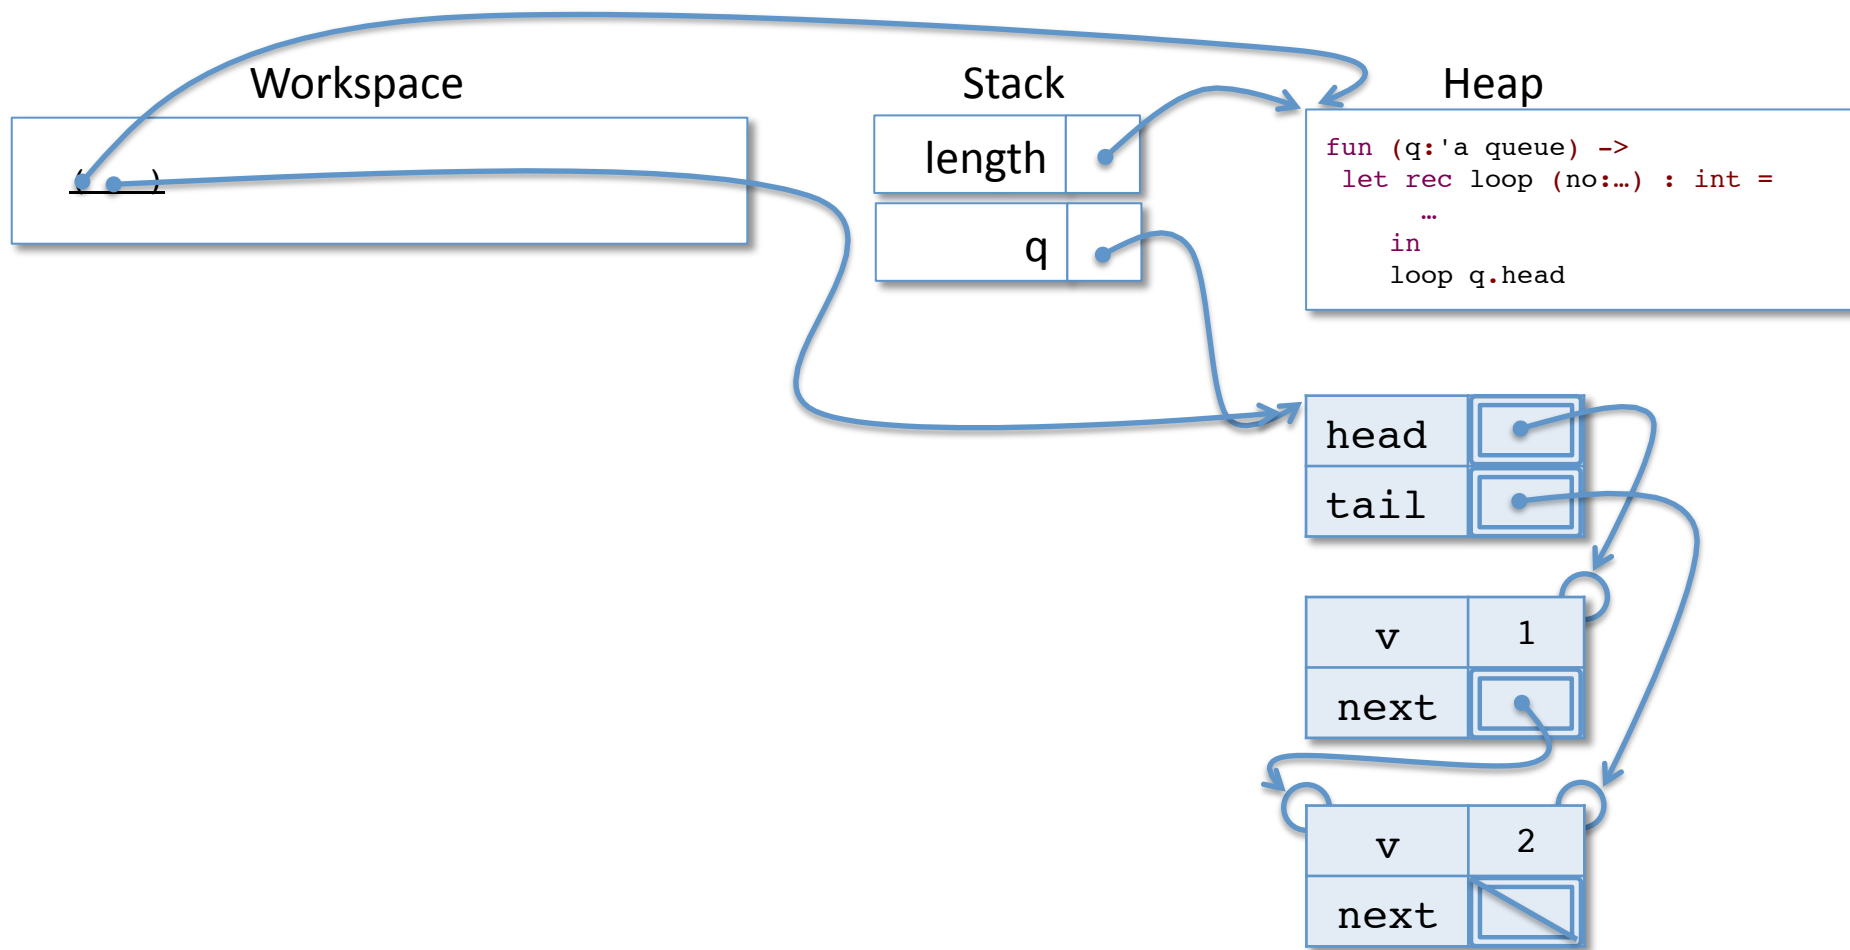 Workspace
Stack
Heap
( )
length
q
fun (q:'a queue) ->
let rec loop (no:…) : int =
…
in
loop q.head
head
tail
v 1
next
v 2
next